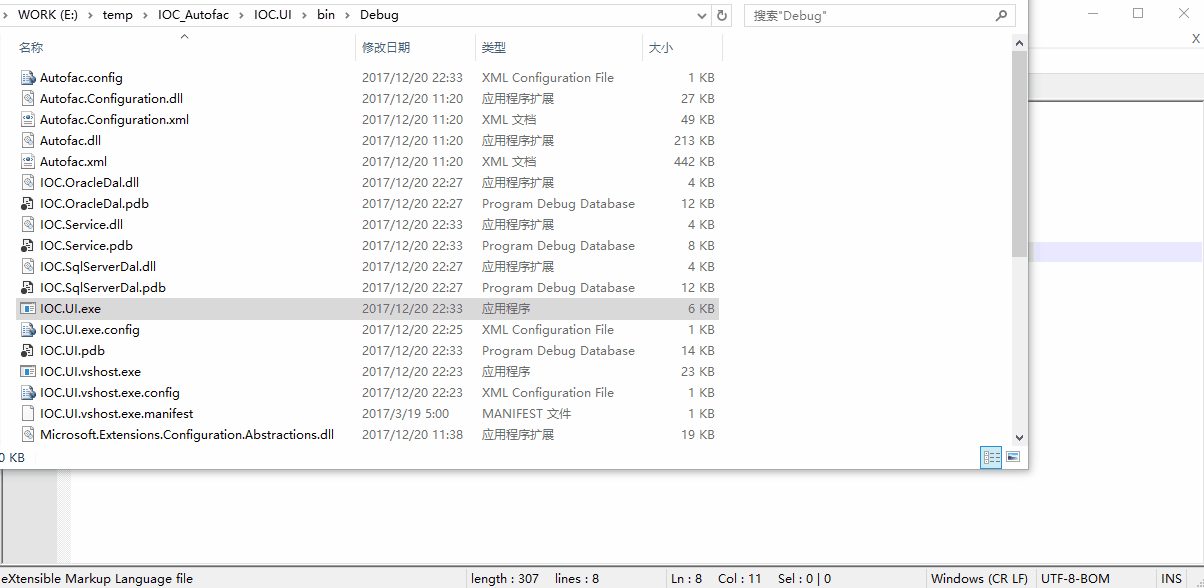 WORK (E:) › temp › IOC_Autofac › IOC.UI › bin › Debug 搜索"Debug"
X
名称 修改日期 类型 大小
Autofac.config 2017/12/20 22:33 XML Configuration File 1 KB
Autofac.Configuration.dll 2017/12/20 11:20 应用程序扩展 27 KB
Autofac.Configuration.xml 2017/12/20 11:20 XML 文档 49 KB
Autofac.dll 2017/12/20 11:20 应用程序扩展 213 KB
Autofac.xml 2017/12/20 11:20 XML 文档 442 KB
IOC.OracleDal.dll 2017/12/20 22:27 应用程序扩展 4 KB
IOC.OracleDal.pdb 2017/12/20 22:27 Program Debug Database 12 KB
IOC.Service.dll 2017/12/20 22:33 应用程序扩展 4 KB
IOC.Service.pdb 2017/12/20 22:33 Program Debug Database 8 KB
IOC.SqlServerDal.dll 2017/12/20 22:27 应用程序扩展 4 KB
IOC.SqlServerDal.pdb 2017/12/20 22:27 Program Debug Database 12 KB
IOC.UI.exe 2017/12/20 22:33 应用程序 6 KB
IOC.UI.exe.config 2017/12/20 22:25 XML Configuration File 1 KB
IOC.UI.pdb 2017/12/20 22:33 Program Debug Database 14 KB
IOC.UI.vshost.exe 2017/12/20 22:23 应用程序 23 KB
IOC.UI.vshost.exe.config 2017/12/20 22:23 XML Configuration File 1 KB
IOC.UI.vshost.exe.manifest 2017/3/19 5:00 MANIFEST 文件 1 KB
Microsoft.Extensions.Configuration.Abstractions.dll 2017/12/20 11:38 应用程序扩展 19 KB
0 KB
eXtensible Markup Language file length : 307 lines : 8 Ln : 8 Col : 11 Sel : 0 | 0 Windows (CR LF) UTF-8-BOM INS